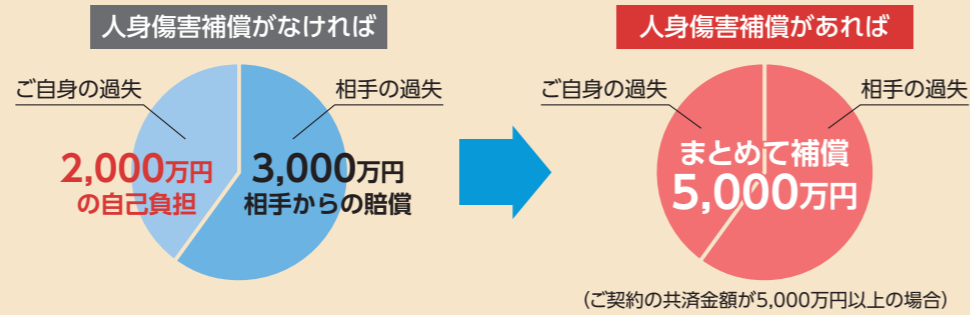 人身傷害補償がなければ
ご自身の過失
相手の過失
2,000万円
の自己負担
3,000万円
相手からの賠償
人身傷害補償があれば
ご自身の過失
相手の過失
まとめて補償
5,000万円
(ご契約の共済金額が5,000万円以上の場合)